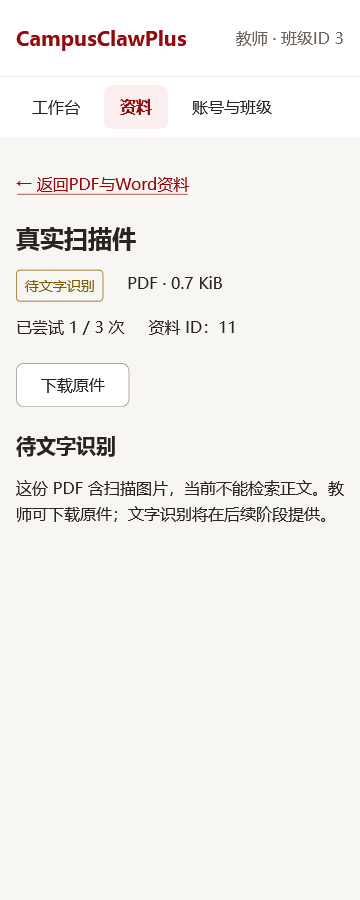 CampusClawPlus
教师 · 班级ID 3
工作台
资料
账号与班级
← 返回PDF与Word资料
真实扫描件
待文字识别
PDF · 0.7 KiB
已尝试 1 / 3 次
资料 ID：11
下载原件
待文字识别
这份 PDF 含扫描图片，当前不能检索正文。教
师可下载原件；文字识别将在后续阶段提供。